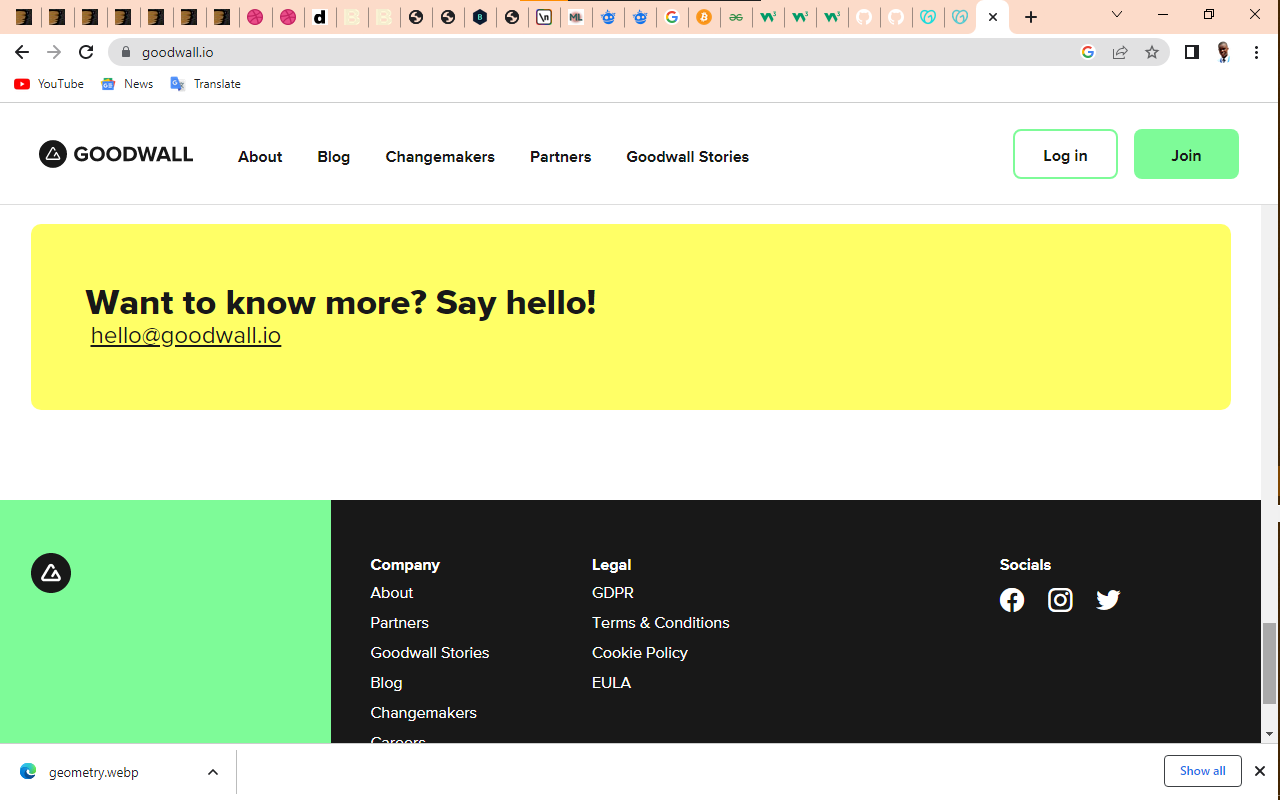 goodwall.io
YouTube News Translate
GOODWALL About Blog Changemakers Partners Goodwall Stories Log in Join
Want to know more? Say hello!
hello@goodwall.io
Company Legal Socials
About GDPR
Partners Terms & Conditions
Goodwall Stories Cookie Policy
Blog EULA
Changemakers
Careers
geometry.webp Show all